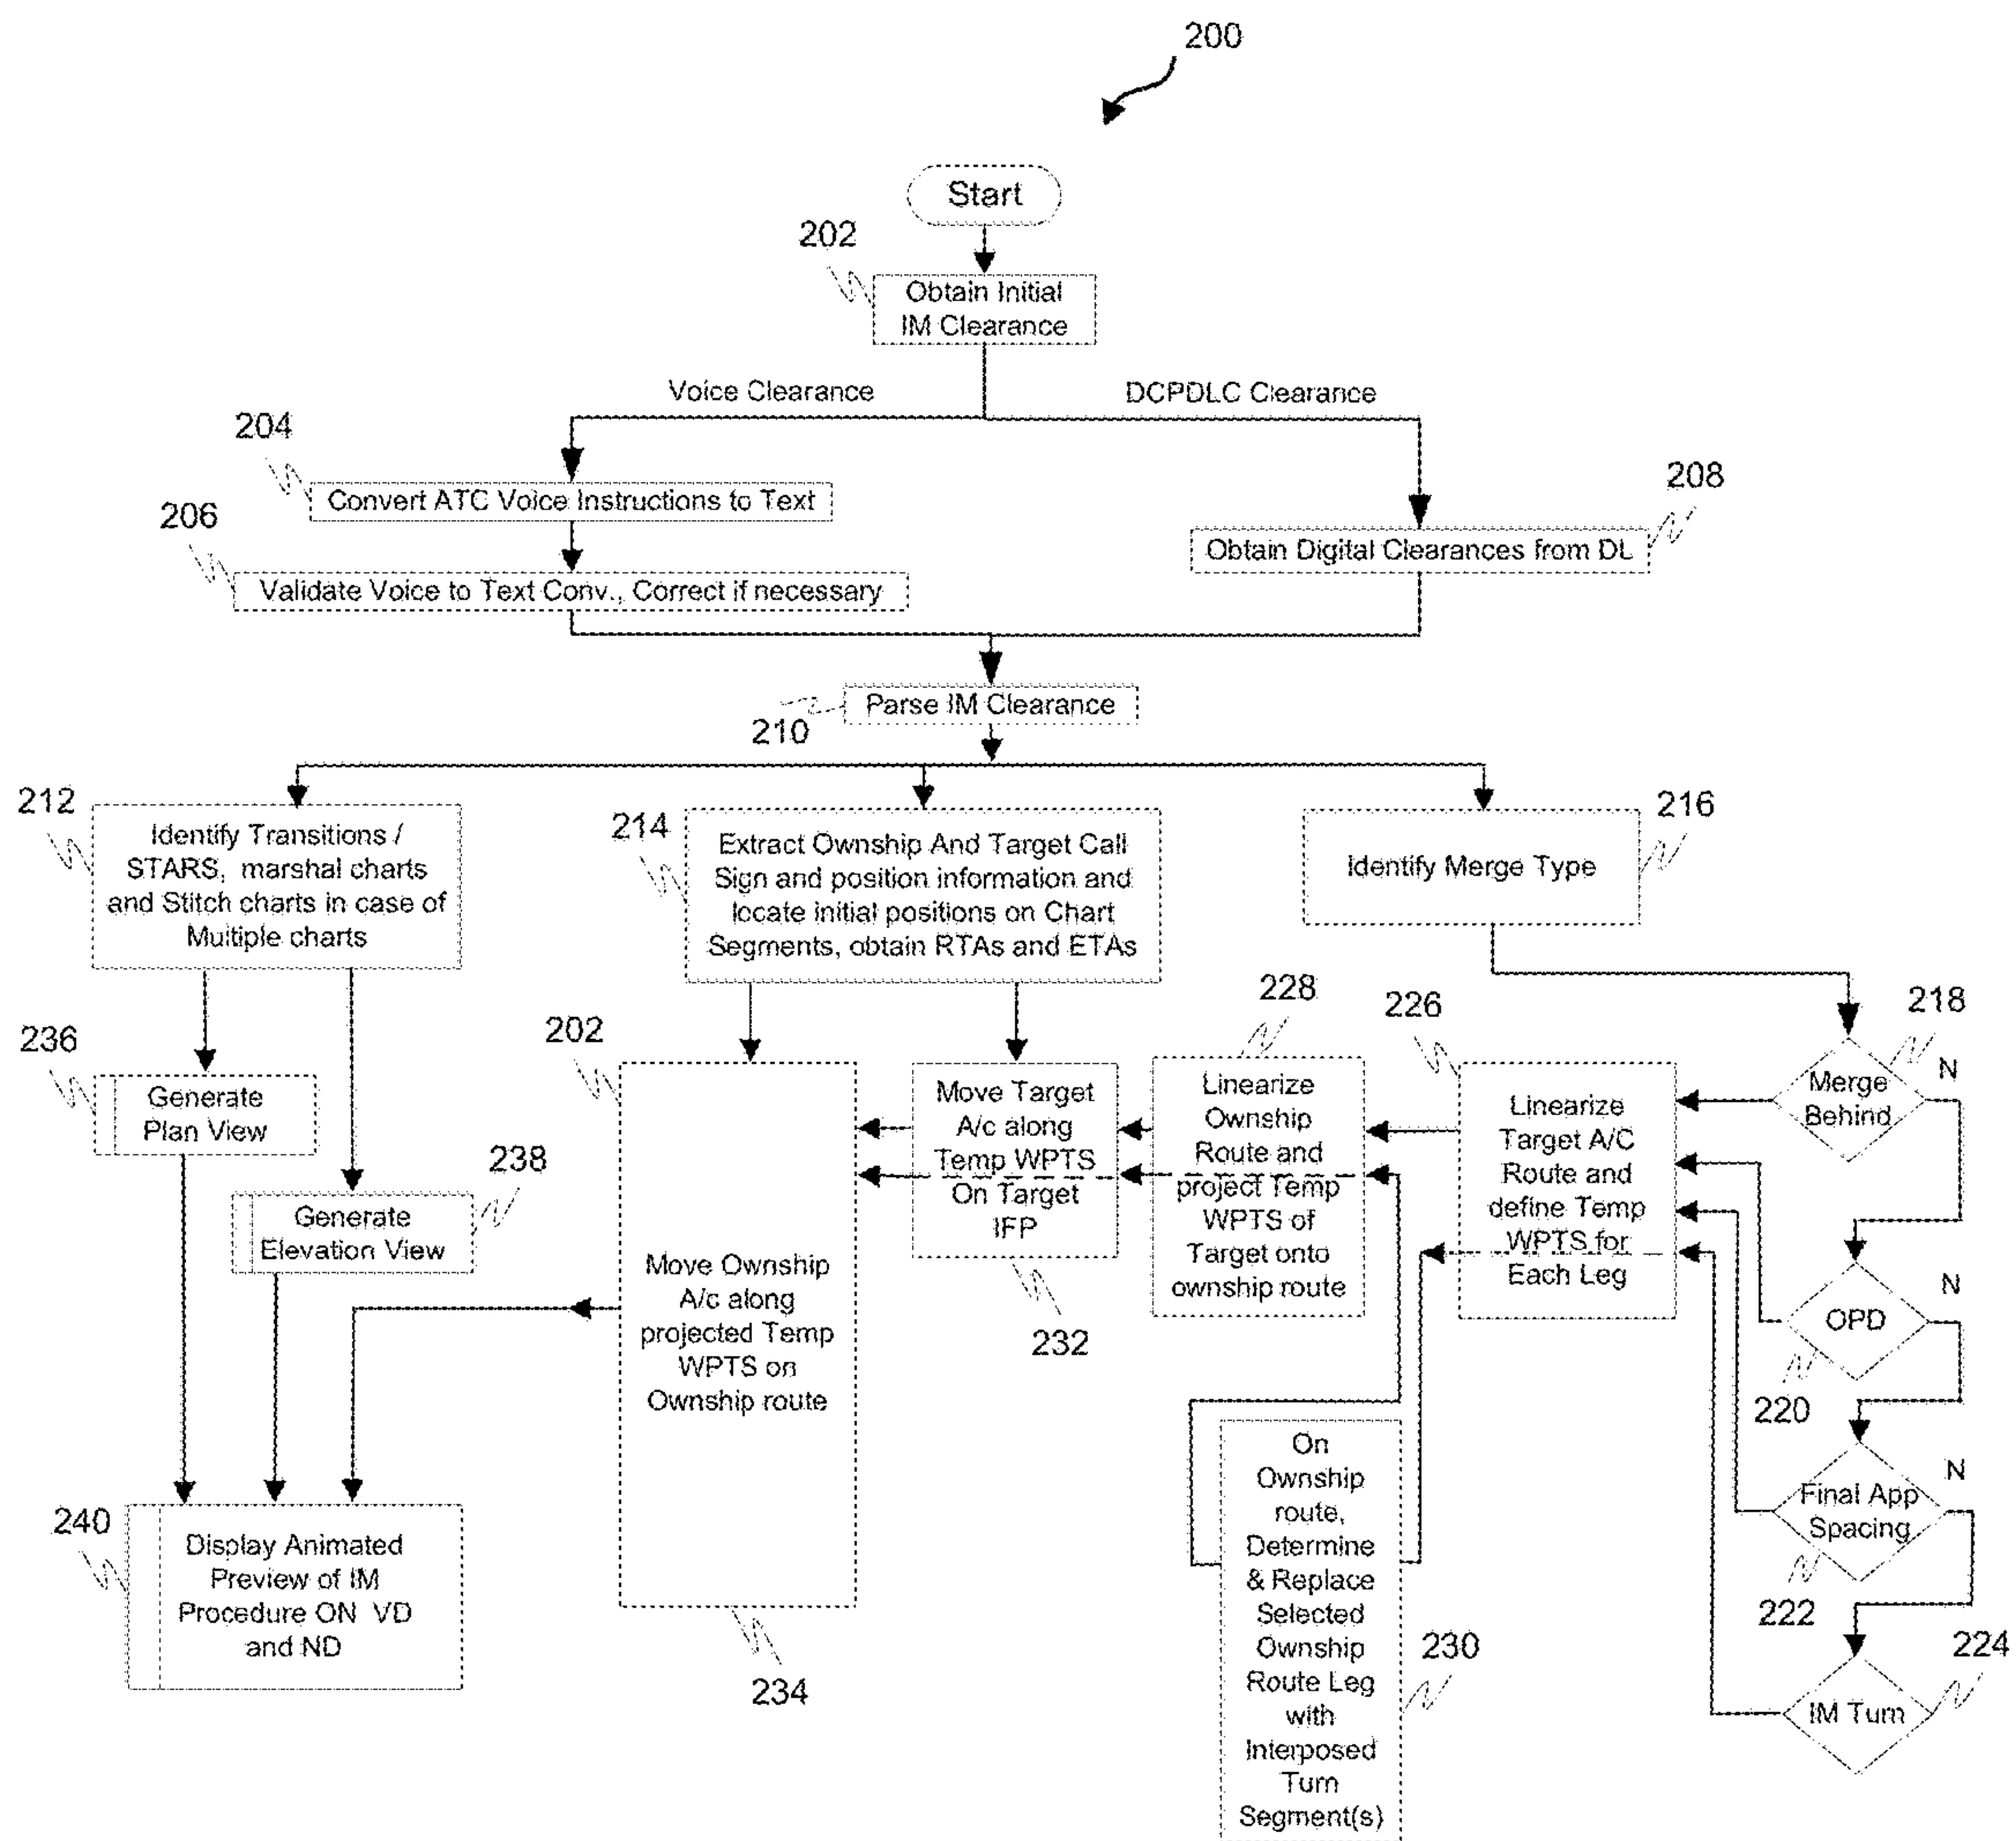 200
Start
202
Obtain Initial
IM Clearance
Voice Clearance
DCPDLC Clearance
204
Convert ATC Voice Instructions to Text
206
Validate Voice to Text Conv., Correct if necessary
208
Obtain Digital Clearances from DL
Parse IM Clearance
210
212
Identify Transitions /
STARS, marshal charts
and Stitch charts in case of
Multiple charts
214
Extract Ownship And Target Call
Sign and position information and
locate initial positions on Chart
Segments, obtain RTAs and ETAs
216
Identify Merge Type
236
Generate
Plan View
238
Generate
Elevation View
202
Move Ownship
A/c along
projected Temp
WPTS on
Ownship route
234
Move Target
A/c along
Temp WPTS
On Target
IFP
232
228
Linearize
Ownship
Route and
project Temp
WPTS of
Target onto
ownship route
226
Linearize
Target A/C
Route and
define Temp
WPTS for
Each Leg
218
Merge
Behind
N
OPD
N
220
Final App
Spacing
N
222
IM Turn
224
On
Ownship
route,
Determine
& Replace
Selected
Ownship
Route Leg
with
Interposed
Turn
Segment(s)
230
240
Display Animated
Preview of IM
Procedure ON VD
and ND